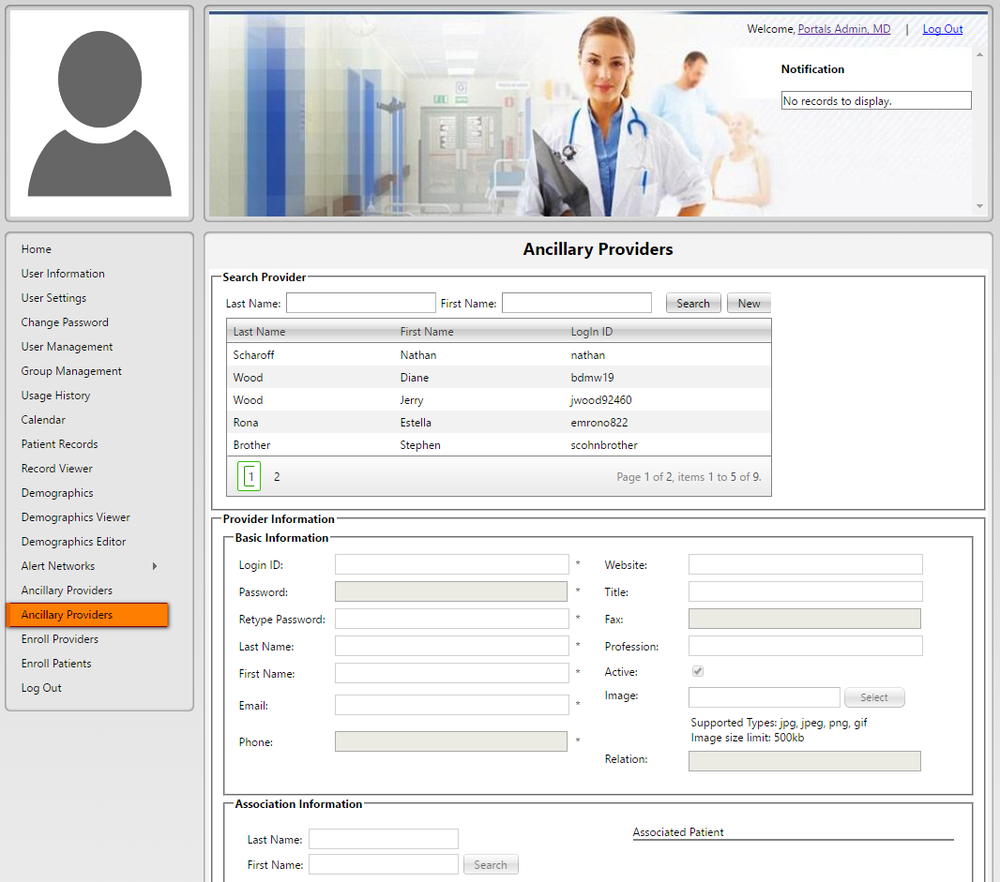 Welcome, Portals Admin, MD | Log Out
Notification
No records to display.
Home
User Information
User Settings
Change Password
User Management
Group Management
Usage History
Calendar
Patient Records
Record Viewer
Demographics
Demographics Viewer
Demographics Editor
Alert Networks
Ancillary Providers
Ancillary Providers
Enroll Providers
Enroll Patients
Log Out
Ancillary Providers
Search Provider
Last Name: First Name: Search New
Last Name First Name LogIn ID
Scharoff Nathan nathan
Wood Diane bdmw19
Wood Jerry jwood92460
Rona Estella emrono822
Brother Stephen scohnbrother
1 2 Page 1 of 2, items 1 to 5 of 9.
Provider Information
Basic Information
Login ID: * Website:
Password: * Title:
Retype Password: * Fax:
Last Name: * Profession:
First Name: * Active:
Email: * Image: Select
Supported Types: jpg, jpeg, png, gif
Image size limit: 500kb
Phone: * Relation:
Association Information
Last Name: Associated Patient
First Name: Search